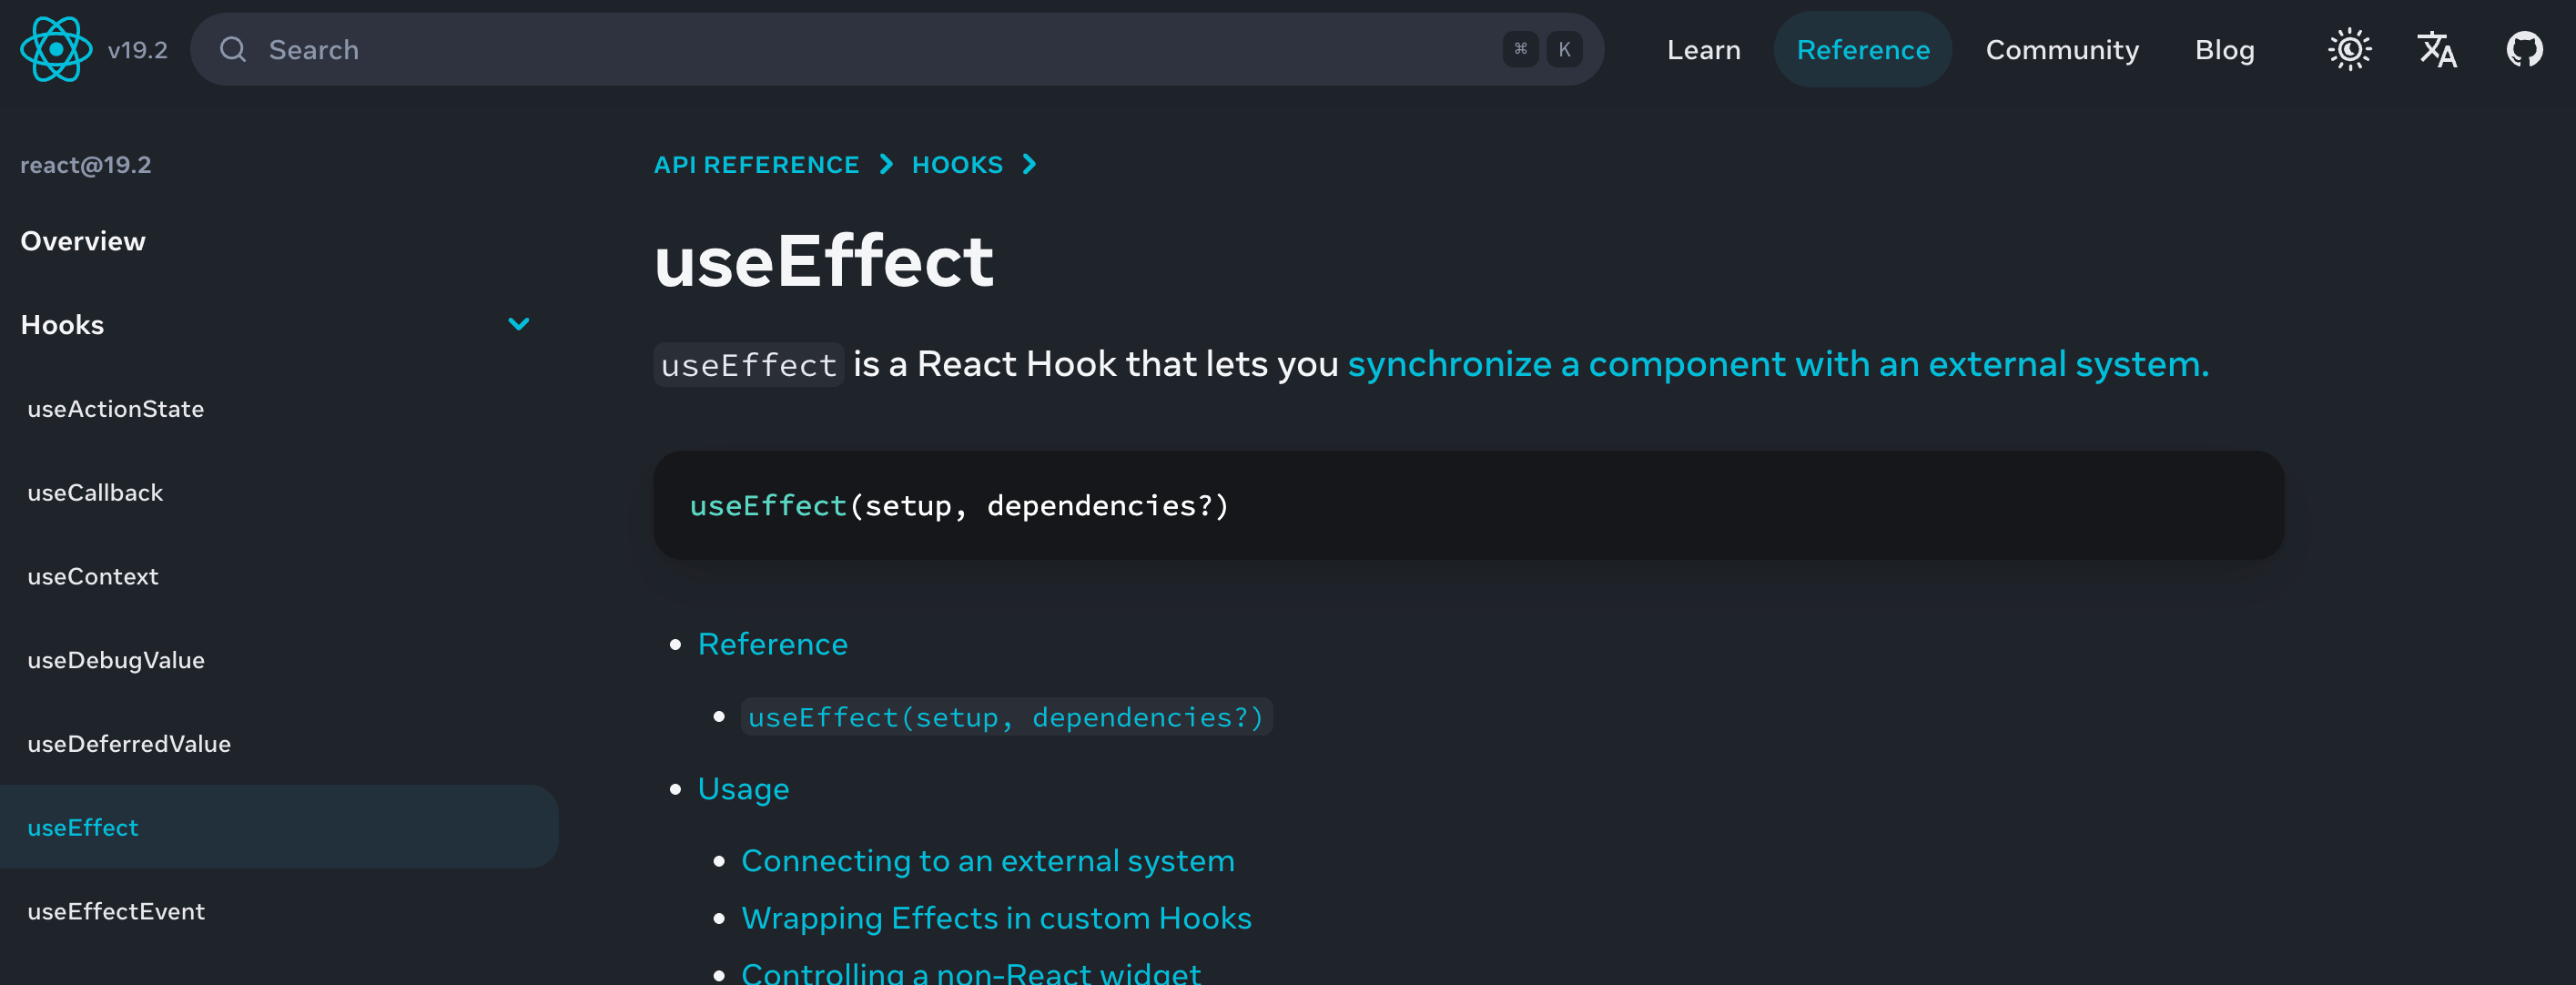 v19.2
Search
⌘ K
Learn
Reference
Community
Blog
react@19.2
Overview
Hooks
useActionState
useCallback
useContext
useDebugValue
useDeferredValue
useEffect
useEffectEvent
API REFERENCE
HOOKS
useEffect
useEffect is a React Hook that lets you synchronize a component with an external system.
useEffect(setup, dependencies?)
Reference
useEffect(setup, dependencies?)
Usage
Connecting to an external system
Wrapping Effects in custom Hooks
Controlling a non-React widget